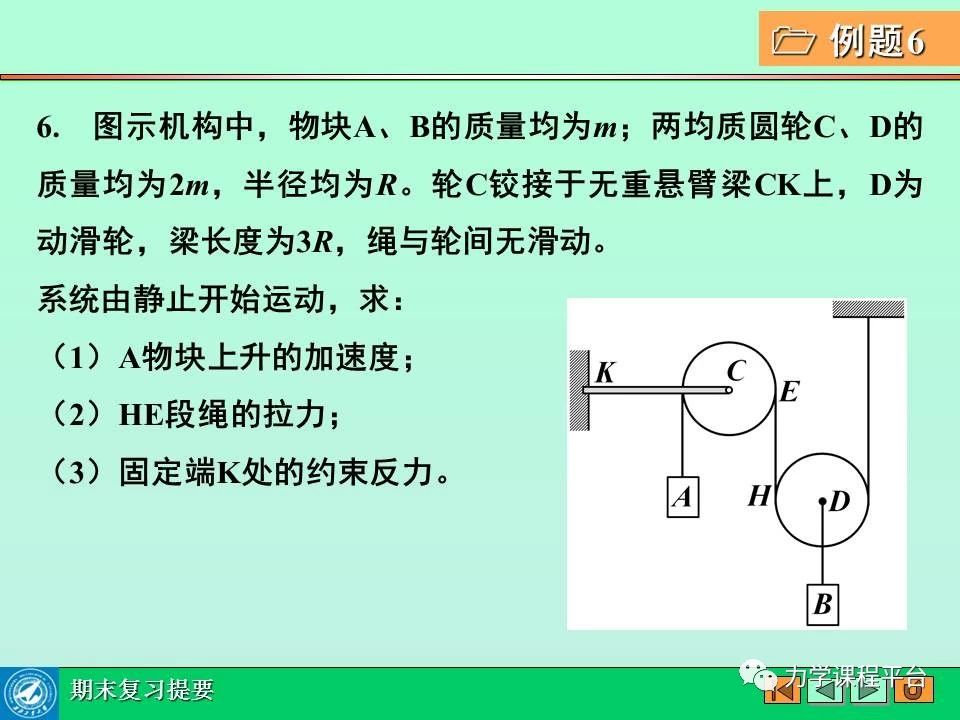 例题6
6. 图示机构中，物块A、B的质量均为m；两均质圆轮C、D的
质量均为2m，半径均为R。轮C铰接于无重悬臂梁CK上，D为
动滑轮，梁长度为3R，绳与轮间无滑动。
系统由静止开始运动，求：
（1）A物块上升的加速度；
（2）HE段绳的拉力；
（3）固定端K处的约束反力。
K
C
E
A
H
D
B
期末复习提要
力学课程平台